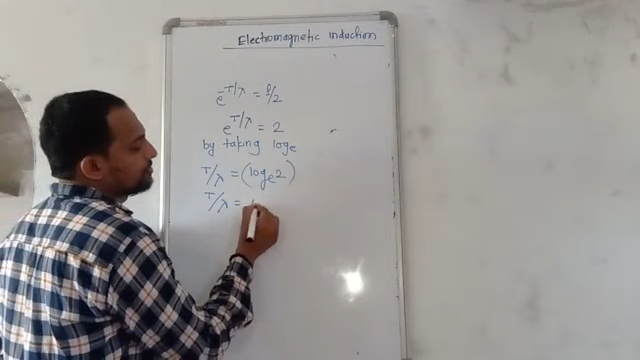 Electromagnetic induction
e^-T/λ = 1/2
e^T/λ = 2
by taking logₑ
T/λ = (logₑ2)
T/λ =